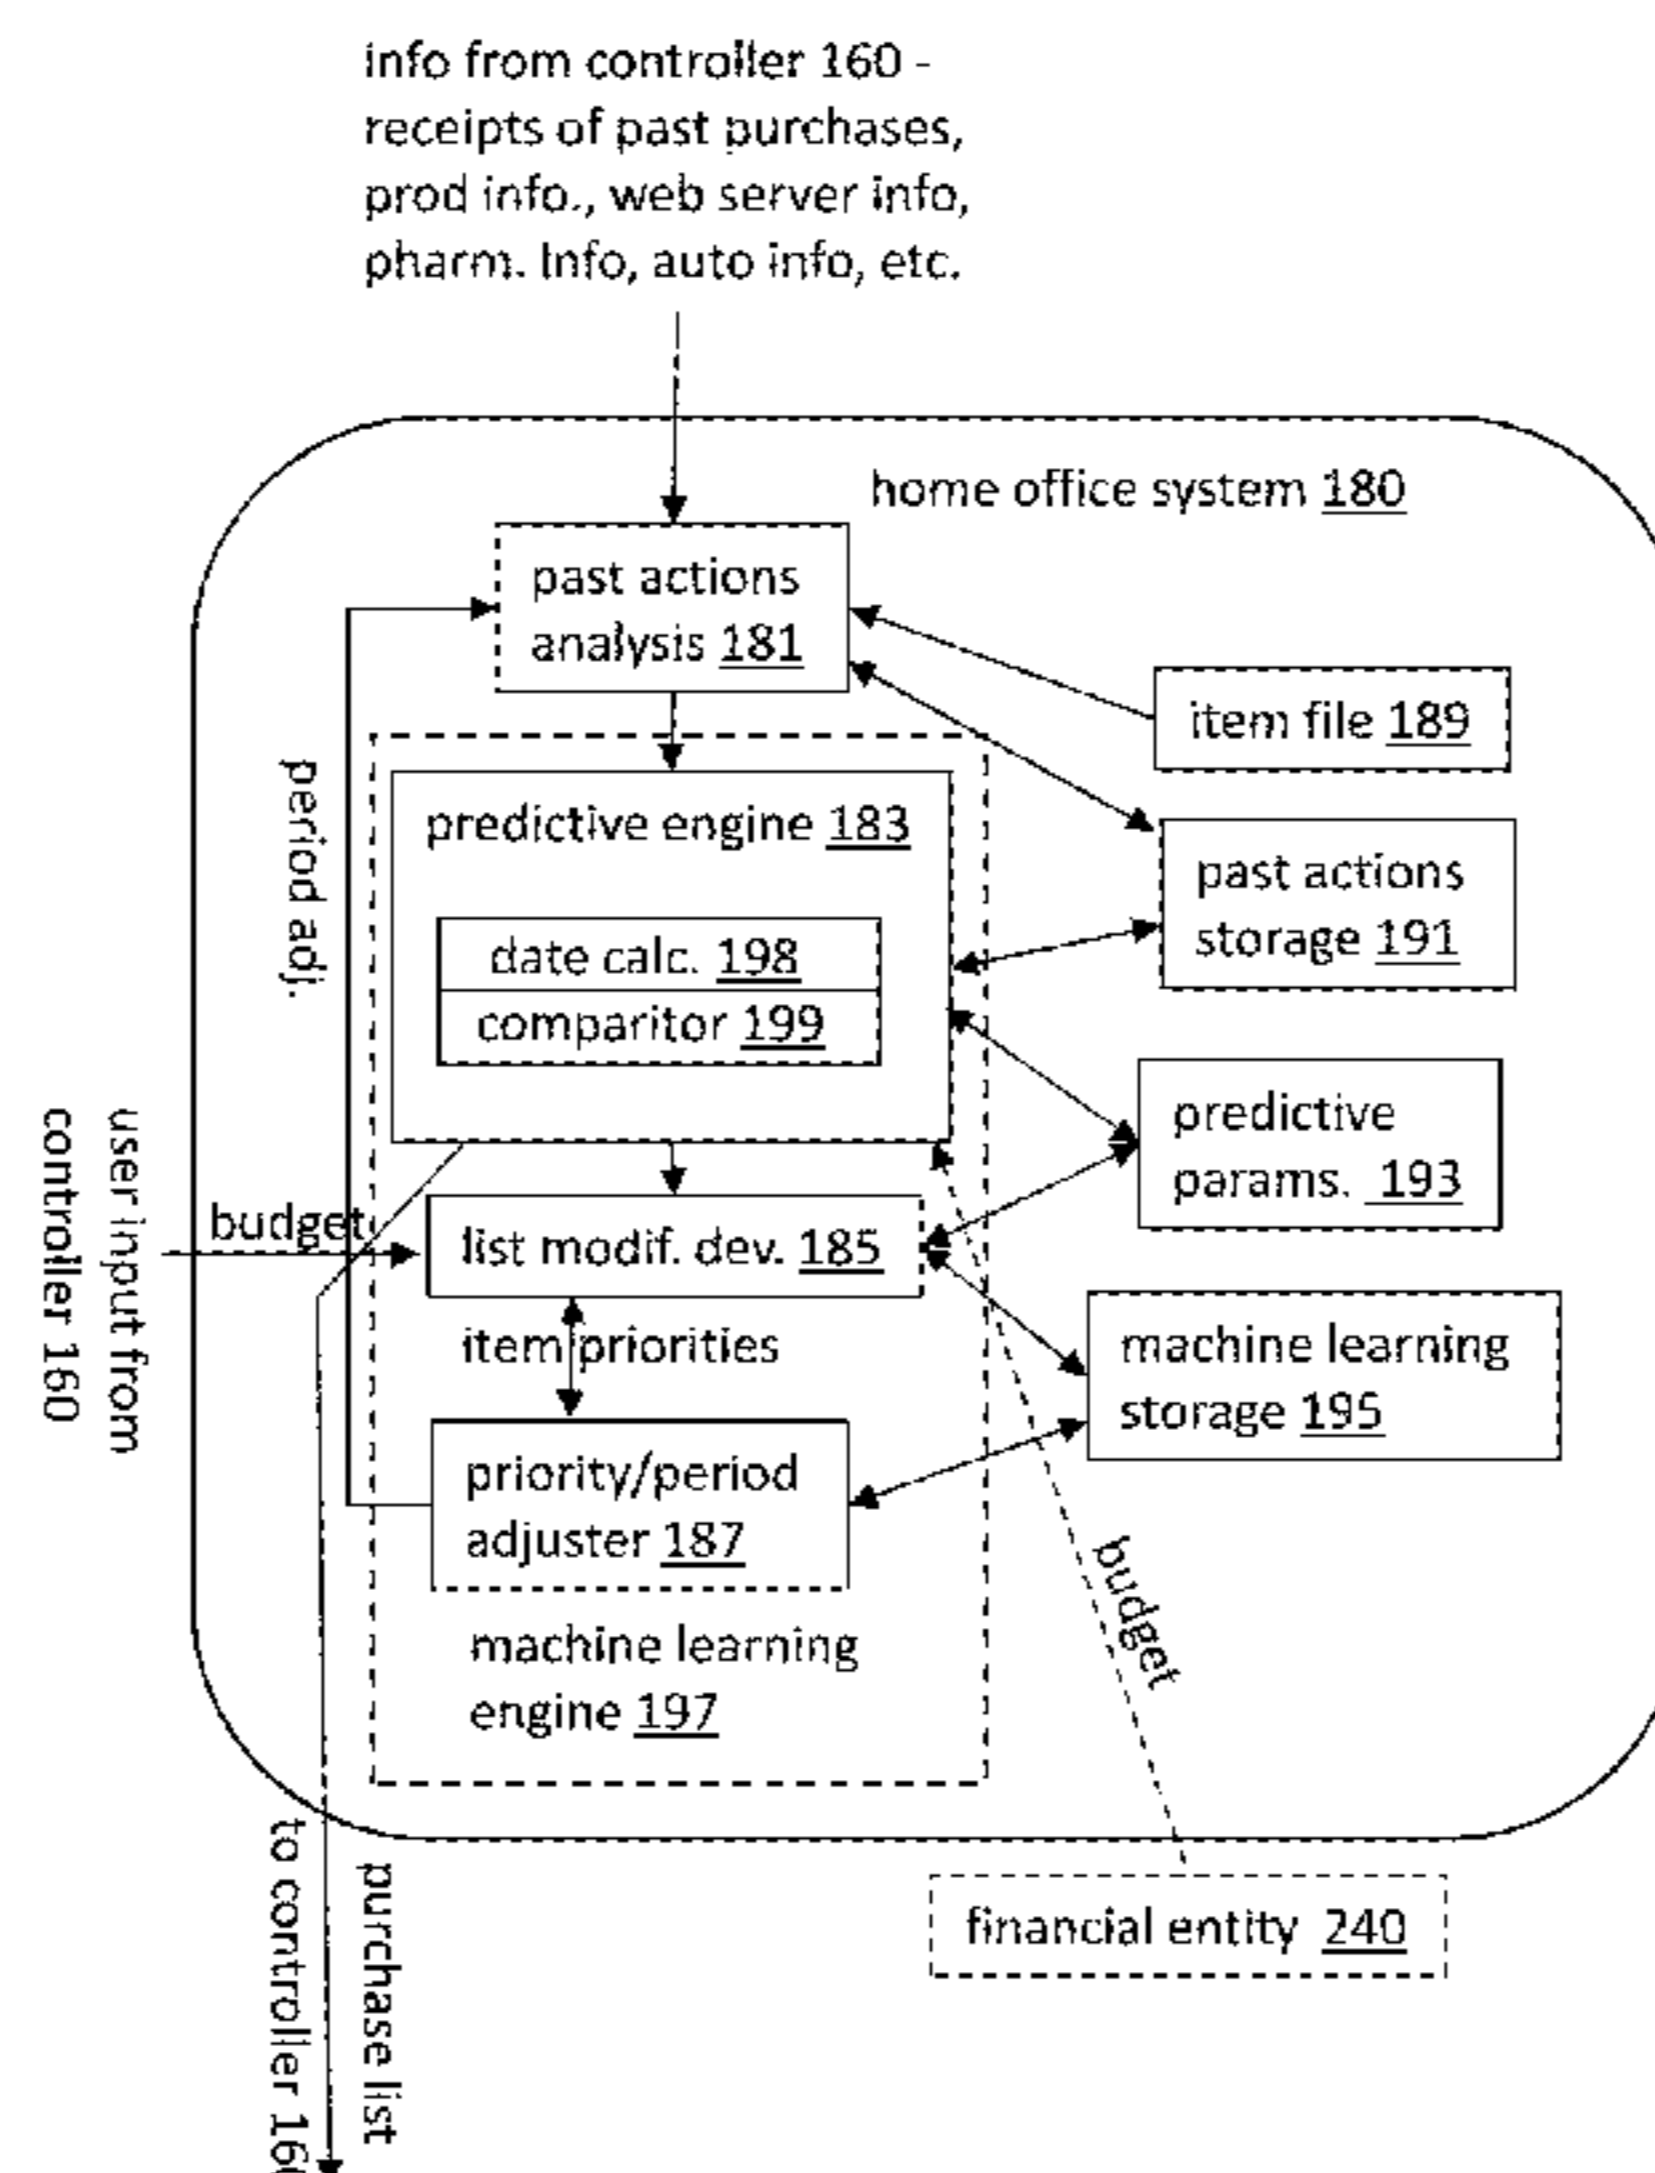 info from controller 160 -
receipts of past purchases,
prod info., web server info,
pharm. Info, auto info, etc.
home office system 180
past actions
analysis 181
item file 189
period adj.
predictive engine 183
past actions
storage 191
date calc. 198
comparitor 199
predictive
params. 193
user input from
controller 160
budget
list modif. dev. 185
item priorities
machine learning
storage 195
priority/period
adjuster 187
budget
machine learning
engine 197
purchase list
to controller 160
financial entity 240